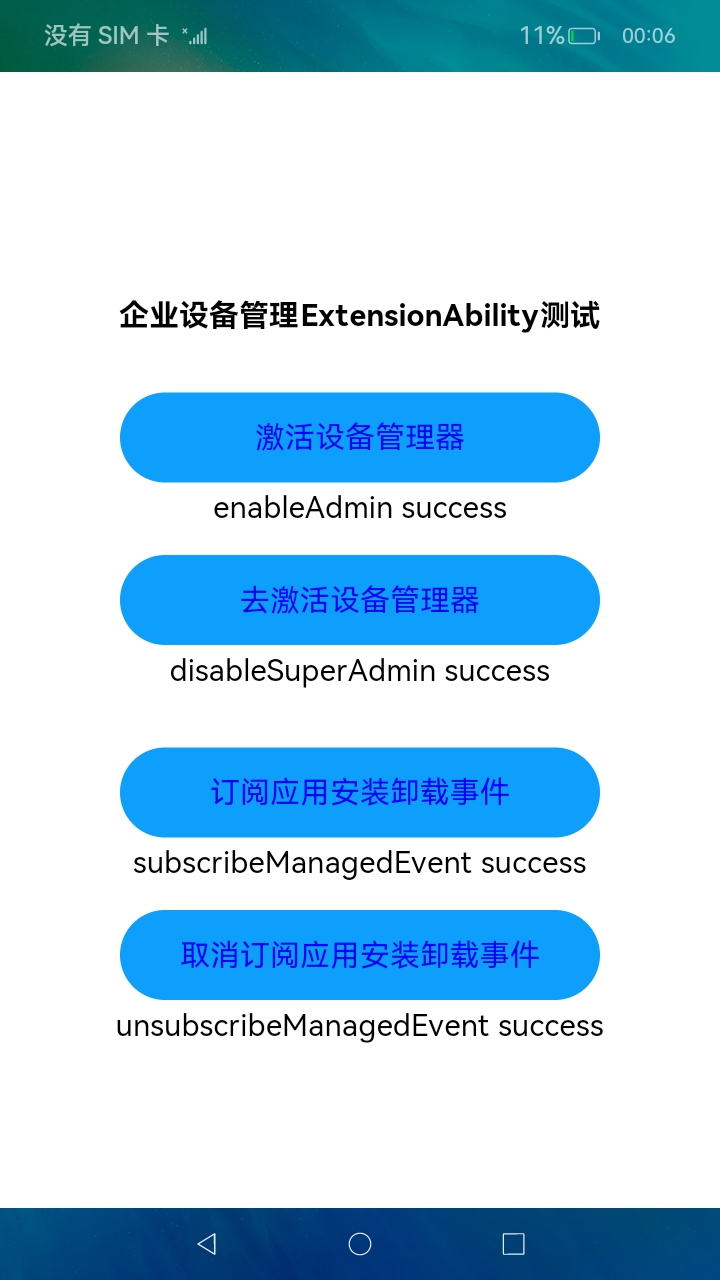 没有 SIM 卡
11%
00:06
企业设备管理ExtensionAbility测试
激活设备管理器
enableAdmin success
去激活设备管理器
disableSuperAdmin success
订阅应用安装卸载事件
subscribeManagedEvent success
取消订阅应用安装卸载事件
unsubscribeManagedEvent success